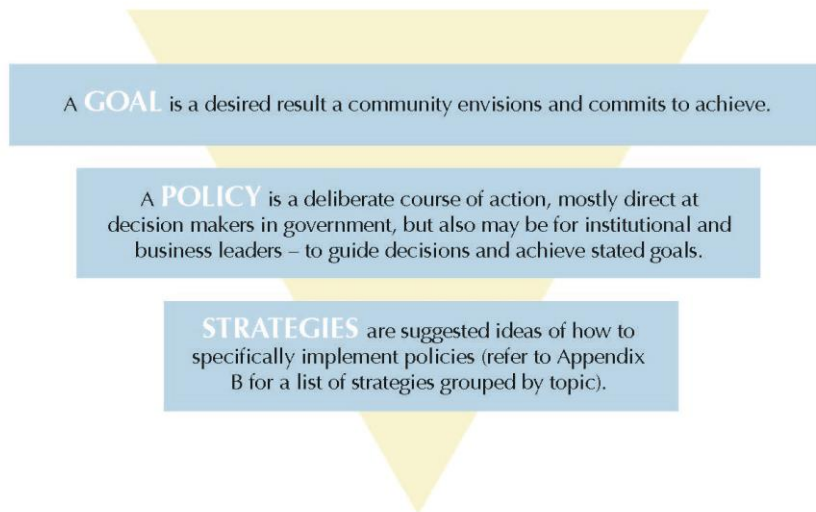 A GOAL is a desired result a community envisions and commits to achieve.
A POLICY is a deliberate course of action, mostly direct at
decision makers in government, but also may be for institutional and
business leaders – to guide decisions and achieve stated goals.
STRATEGIES are suggested ideas of how to
specifically implement policies (refer to Appendix
B for a list of strategies grouped by topic).